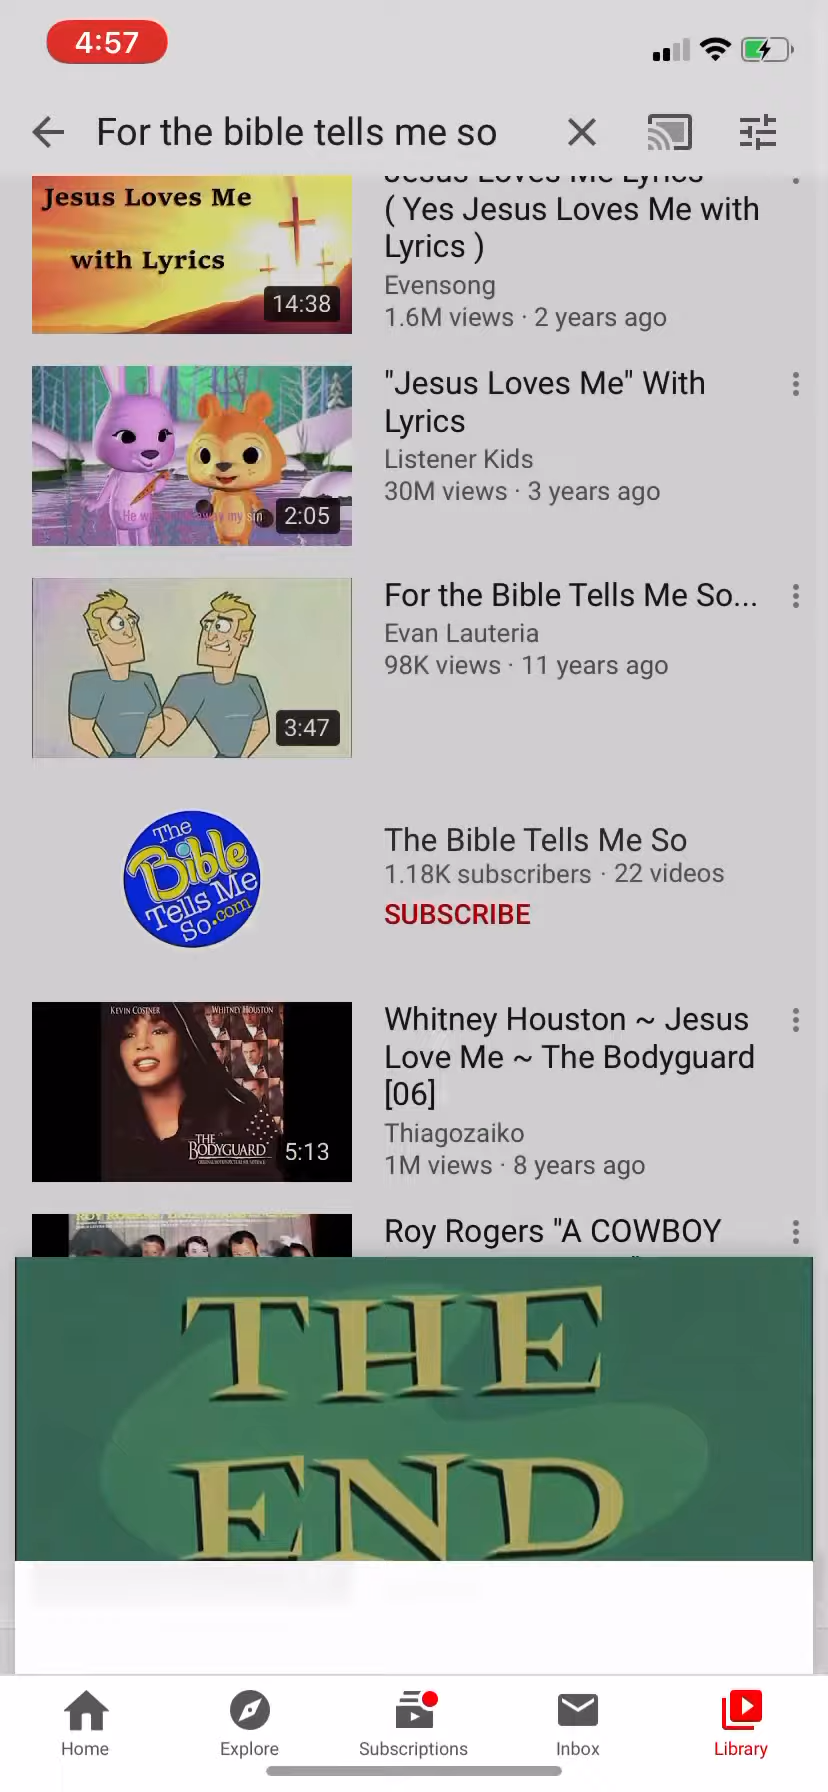 4:57
For the bible tells me so
Jesus Loves Me
with Lyrics
14:38
Jesus Loves Me Lyrics
( Yes Jesus Loves Me with
Lyrics )
Evensong
1.6M views · 2 years ago
2:05
"Jesus Loves Me" With
Lyrics
Listener Kids
30M views · 3 years ago
3:47
For the Bible Tells Me So...
Evan Lauteria
98K views · 11 years ago
The
Bible
Tells Me
So.com
The Bible Tells Me So
1.18K subscribers · 22 videos
SUBSCRIBE
KEVIN COSTNER
WHITNEY HOUSTON
THE
BODYGUARD
5:13
Whitney Houston ~ Jesus
Love Me ~ The Bodyguard
[06]
Thiagozaiko
1M views · 8 years ago
Roy Rogers "A COWBOY
THE
END
Home
Explore
Subscriptions
Inbox
Library